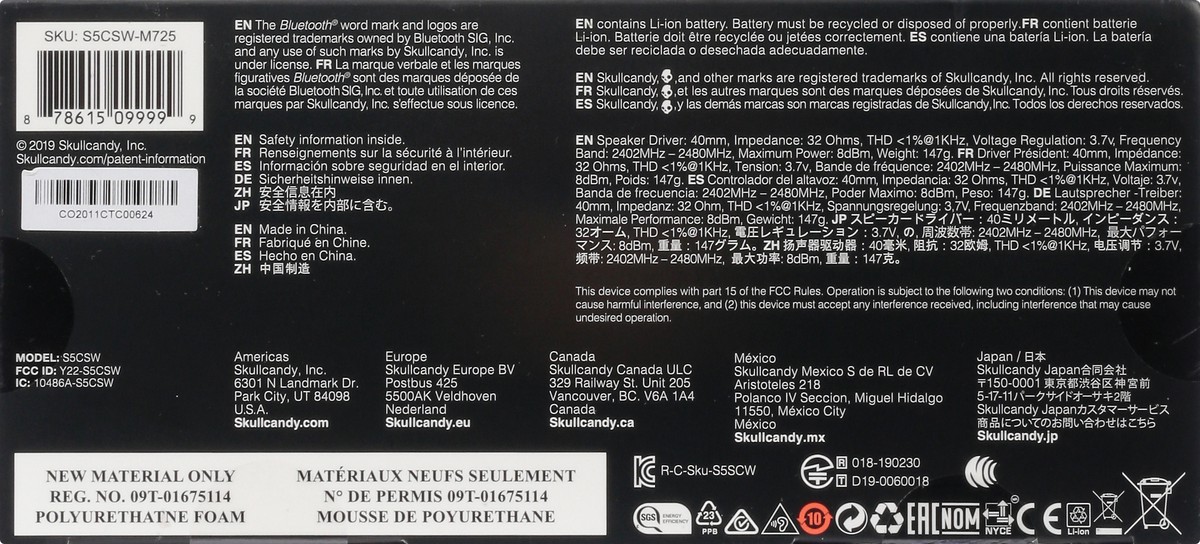 SKU: S5CSW-M725
8 78615 09999 9
© 2019 Skullcandy, Inc.
Skullcandy.com/patent-information
CO2011CTC00624
EN The Bluetooth® word mark and logos are
registered trademarks owned by Bluetooth SIG, Inc.
and any use of such marks by Skullcandy, Inc. is
under license. FR La marque verbale et les marques
figuratives Bluetooth® sont des marques déposée de
la société Bluetooth SIG, Inc. et toute utilisation de ces
marques par Skullcandy, Inc. s'effectue sous licence.
EN Safety information inside.
FR Renseignements sur la sécurité à l'intérieur.
ES Información sobre seguridad en el interior.
DE Sicherheitshinweise innen.
ZH 安全信息在内
JP 安全情報を内部に含む。
EN Made in China.
FR Fabriqué en Chine.
ES Hecho en China.
ZH 中国制造
EN contains Li-ion battery. Battery must be recycled or disposed of properly.FR contient batterie
Li-ion. Batterie doit être recyclée ou jetées correctement. ES contiene una batería Li-ion. La batería
debe ser reciclada o desechada adecuadamente.
EN Skullcandy, ,and other marks are registered trademarks of Skullcandy, Inc. All rights reserved.
FR Skullcandy, ,et les autres marques sont des marques déposées de Skullcandy, Inc. Tous droits réservés.
ES Skullcandy, ,y las demás marcas son marcas registradas de Skullcandy, Inc. Todos los derechos reservados.
EN Speaker Driver: 40mm, Impedance: 32 Ohms, THD <1%@1KHz, Voltage Regulation: 3.7v, Frequency
Band: 2402MHz – 2480MHz, Maximum Power: 8dBm, Weight: 147g. FR Driver Président: 40mm, Impédance:
32 Ohms, THD <1%@1KHz, Tension: 3.7v, Bande de fréquence: 2402MHz – 2480MHz, Puissance Maximum:
8dBm, Poids: 147g. ES Controlador del altavoz: 40mm, Impedancia: 32 Ohms, THD <1%@1KHz, Voltaje: 3.7v,
Banda de frecuencia: 2402MHz – 2480MHz, Poder Maximo: 8dBm, Peso: 147g. DE Lautsprecher -Treiber:
40mm, Impedanz: 32 Ohm, THD <1%@1KHz, Spannungsregelung: 3.7V, Frequenzband: 2402MHz – 2480MHz,
Maximale Performance: 8dBm, Gewicht: 147g. JP スピーカードライバー：40ミリメートル, インピーダンス：
32オーム, THD <1%@1KHz, 電圧レギュレーション：3.7V, の, 周波数帯: 2402MHz – 2480MHz, 最大パフォー
マンス: 8dBm, 重量：147グラム。ZH 扬声器驱动器：40毫米, 阻抗：32欧姆, THD <1%@1KHz, 电压调节：3.7V,
频带: 2402MHz – 2480MHz, 最大功率: 8dBm, 重量：147克。
This device complies with part 15 of the FCC Rules. Operation is subject to the following two conditions: (1) This device may not
cause harmful interference, and (2) this device must accept any interference received, including interference that may cause
undesired operation.
MODEL: S5CSW
FCC ID: Y22-S5CSW
IC: 10486A-S5CSW
Americas
Skullcandy, Inc.
6301 N Landmark Dr.
Park City, UT 84098
U.S.A.
Skullcandy.com
Europe
Skullcandy Europe BV
Postbus 425
5500AK Veldhoven
Nederland
Skullcandy.eu
Canada
Skullcandy Canada ULC
329 Railway St. Unit 205
Vancouver, BC. V6A 1A4
Canada
Skullcandy.ca
México
Skullcandy Mexico S de RL de CV
Aristoteles 218
Polanco IV Seccion, Miguel Hidalgo
11550, México City
México
Skullcandy.mx
Japan / 日本
Skullcandy Japan合同会社
〒150-0001 東京都渋谷区神宮前
5-17-11パークサイドオーサキ2階
Skullcandy Japanカスタマーサービス
商品についてのお問い合わせはこちら
Skullcandy.jp
NEW MATERIAL ONLY
REG. NO. 09T-01675114
POLYURETHATNE FOAM
MATÉRIAUX NEUFS SEULEMENT
N° DE PERMIS 09T-01675114
MOUSSE DE POYURETHANE
R-C-Sku-S5SCW
R 018-190230
T D19-0060018
SGS ENERGY EFFICIENCY
23 PPB
10
EAC
NOM
NYCE
CE
Li-ion